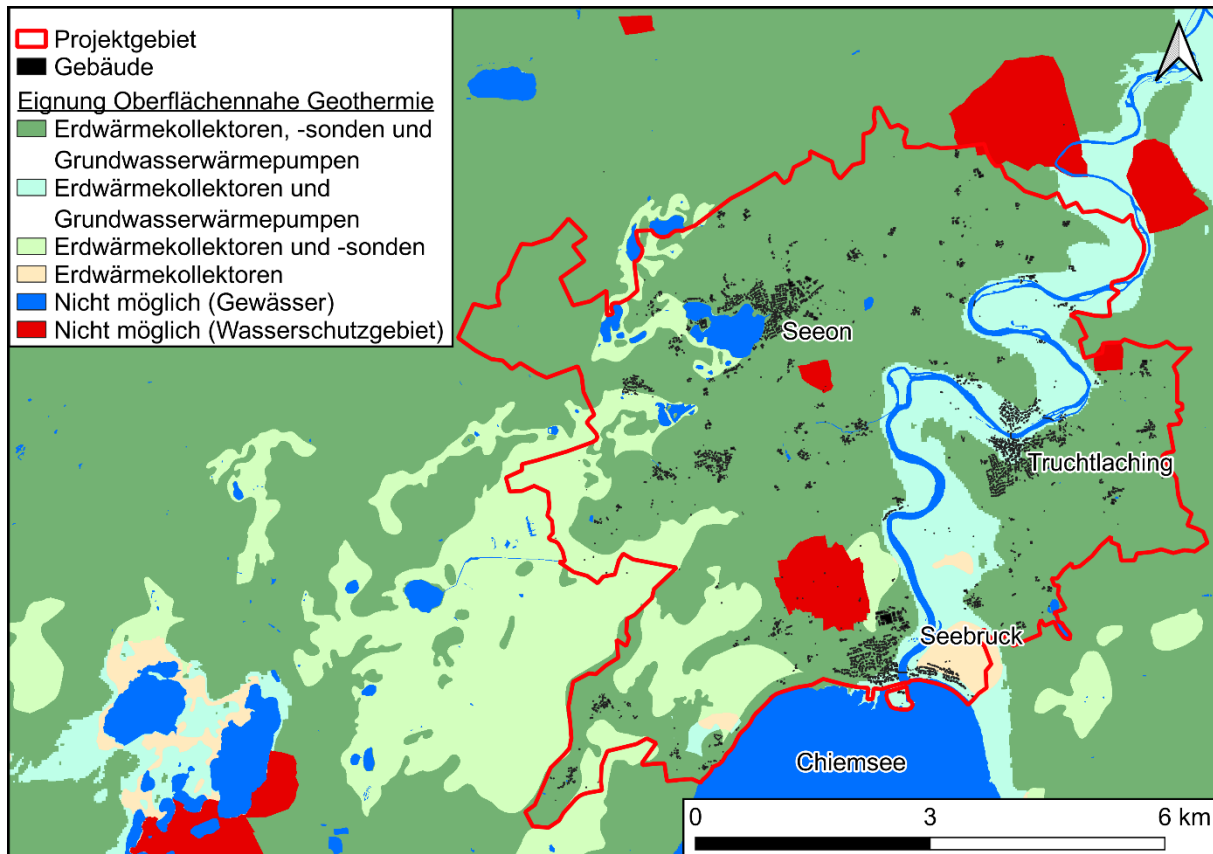 Projektgebiet
Gebäude
Eignung Oberflächennahe Geothermie
Erdwärmekollektoren, -sonden und
Grundwasserwärmepumpen
Erdwärmekollektoren und
Grundwasserwärmepumpen
Erdwärmekollektoren und -sonden
Erdwärmekollektoren
Nicht möglich (Gewässer)
Nicht möglich (Wasserschutzgebiet)
Seeon
Truchtlaching
Seebruck
Chiemsee
0 3 6 km